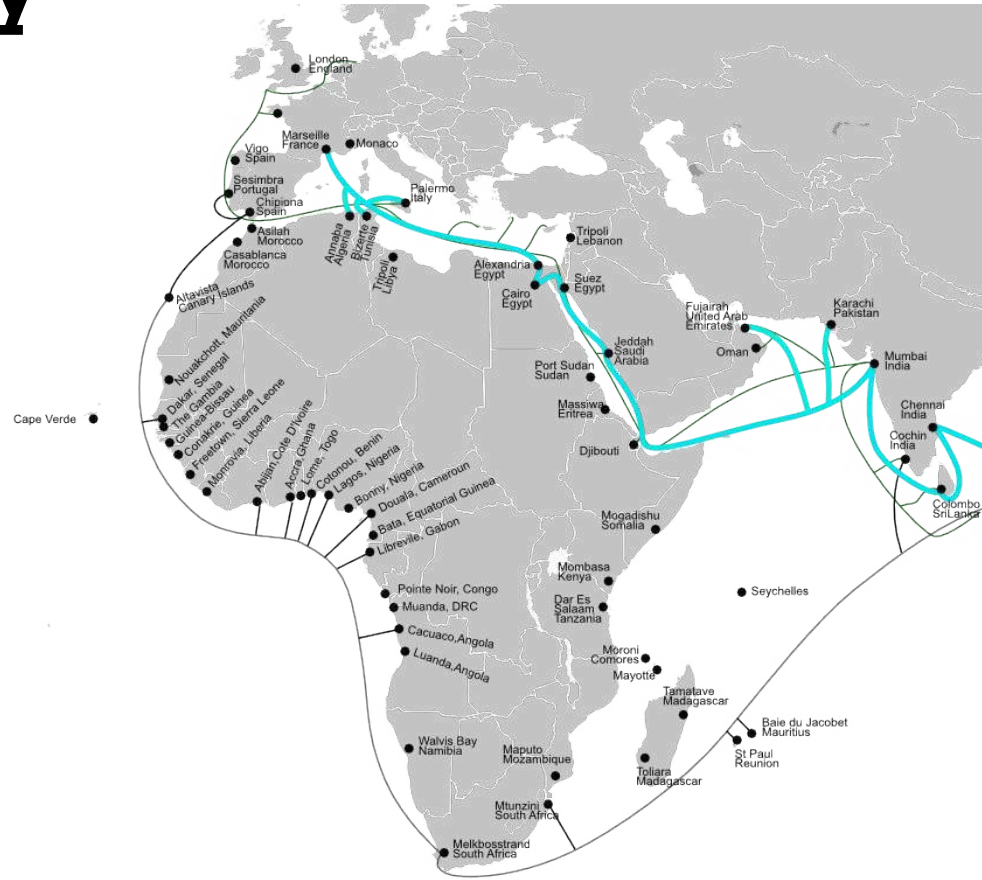 y
London
England
Marseille
France
Monaco
Vigo
Spain
Sesimbra
Portugal
Palermo
Italy
Chipiona
Spain
Asilah
Morocco
Casablanca
Morocco
Annaba
Algeria
Bizerte
Tunisia
Tripoli
Libya
Tripoli
Lebanon
Alexandria
Egypt
Suez
Egypt
Cairo
Egypt
Altavista
Canary Islands
Fujairah
United Arab
Emirates
Karachi
Pakistan
Oman
Mumbai
India
Jeddah
Saudi
Arabia
Port Sudan
Sudan
Massiwa
Eritrea
Djibouti
Chennai
India
Cochin
India
Colombo
SriLanka
Nouakchott, Mauritania
Dakar, Senegal
The Gambia
Guinea-Bissau
Conakrie, Guinea
Freetown, Sierra Leone
Monrovia, Liberia
Cape Verde
Abijan,Cote D'Ivoire
Accra,Ghana
Lome, Togo
Cotonou, Benin
Lagos, Nigeria
Bonny, Nigeria
Douala, Cameroun
Bata, Equatorial Guinea
Librevile, Gabon
Mogadishu
Somalia
Mombasa
Kenya
Dar Es
Salaam
Tanzania
Seychelles
Pointe Noir, Congo
Muanda, DRC
Cacuaco,Angola
Luanda,Angola
Moroni
Comores
Mayotte
Tamatave
Madagascar
Baie du Jacobet
Mauritius
St Paul
Reunion
Toliara
Madagascar
Walvis Bay
Namibia
Maputo
Mozambique
Mtunzini
South Africa
Melkbosstrand
South Africa